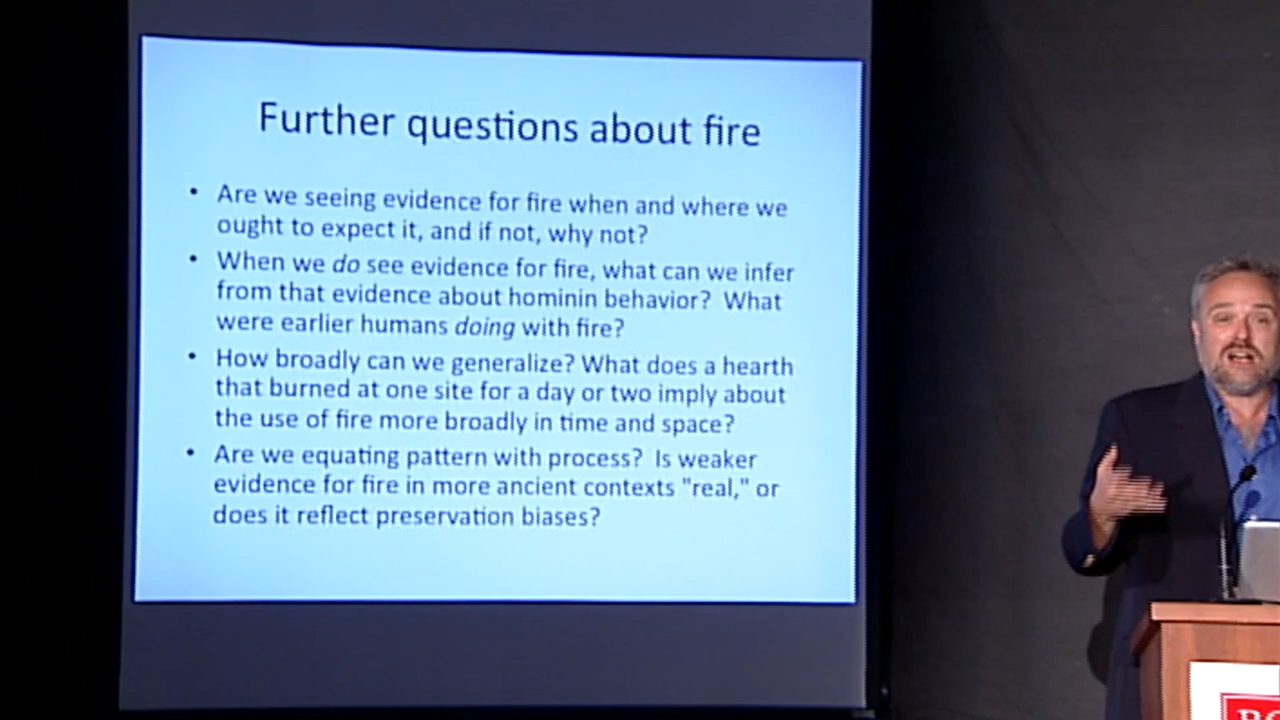 Further questions about fire
• Are we seeing evidence for fire when and where we
ought to expect it, and if not, why not?
• When we do see evidence for fire, what can we infer
from that evidence about hominin behavior?  What
were earlier humans doing with fire?
• How broadly can we generalize? What does a hearth
that burned at one site for a day or two imply about
the use of fire more broadly in time and space?
• Are we equating pattern with process?  Is weaker
evidence for fire in more ancient contexts "real," or
does it reflect preservation biases?